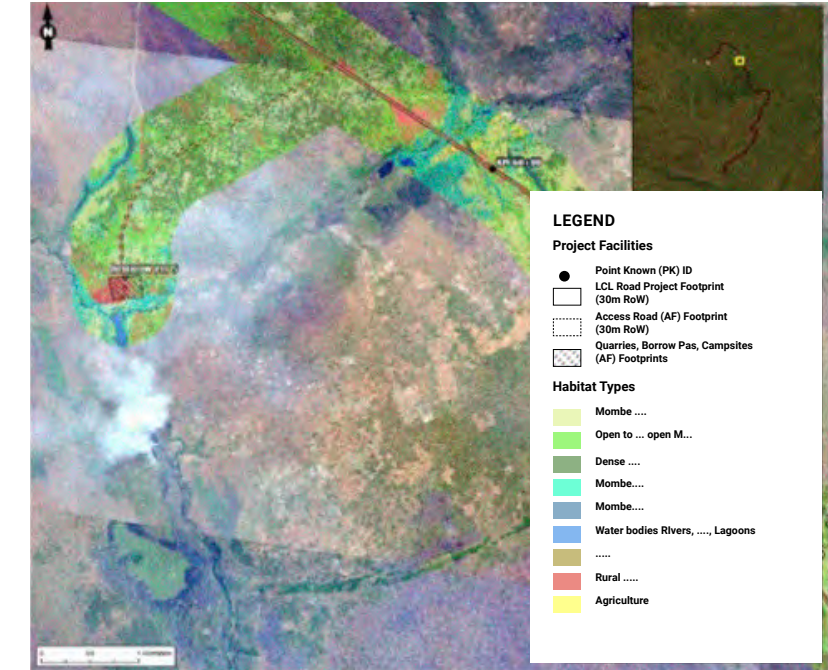 N
LEGEND
Project Facilities
Point Known (PK) ID
LCL Road Project Footprint
(30m RoW)
Access Road (AF) Footprint
(30m RoW)
Quarries, Borrow Pas, Campsites
(AF) Footprints
Habitat Types
Mombe ....
Open to ... open M...
Dense ....
Mombe....
Mombe....
Water bodies RIvers, ...., Lagoons
.....
Rural .....
Agriculture